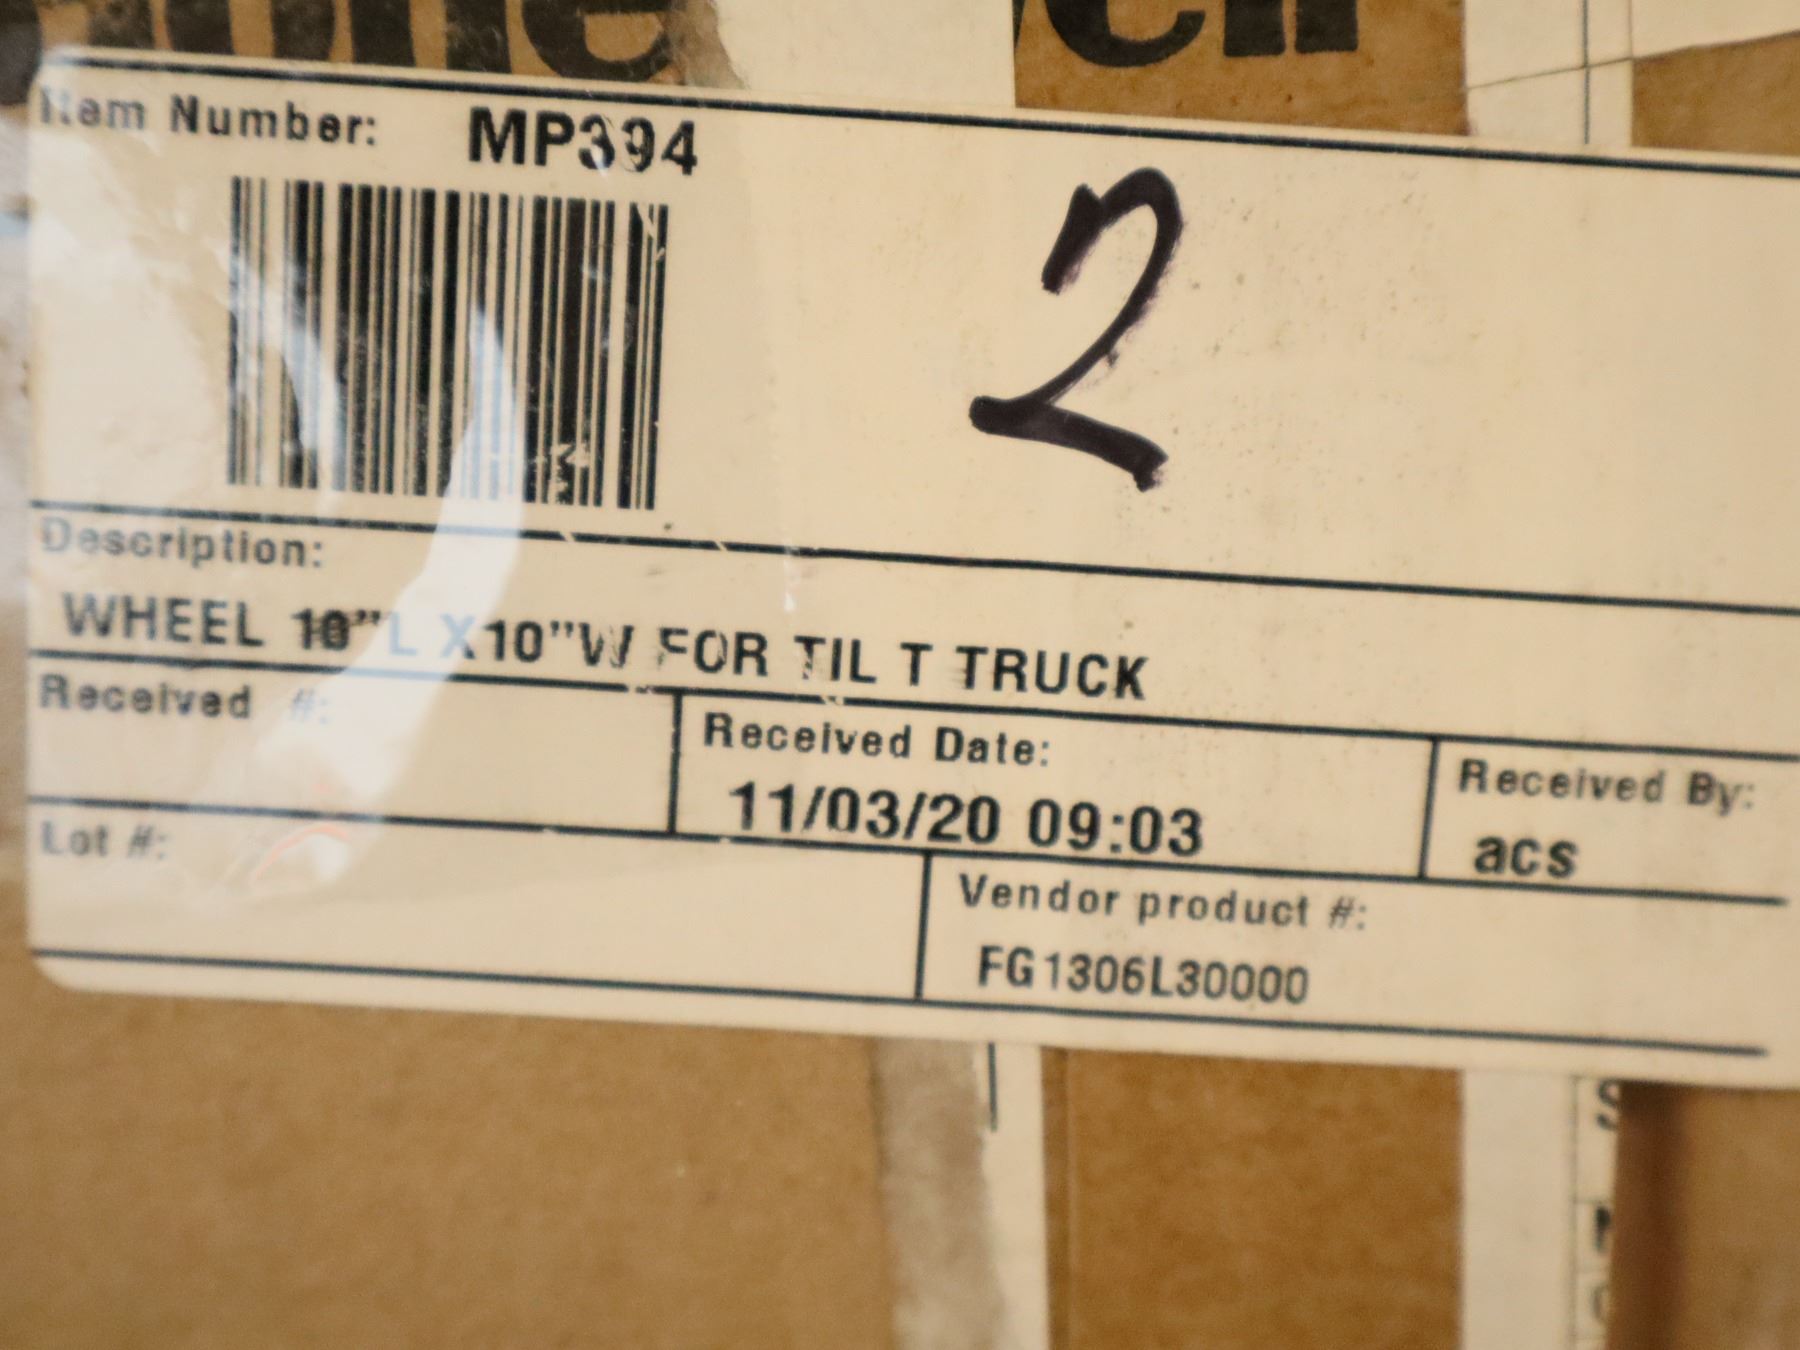 Item Number: MP394
2
Description:
WHEEL 10"L X10"W FOR TIL T TRUCK
Received #:
Received Date:
11/03/20 09:03
Received By:
acs
Lot #:
Vendor product #:
FG1306L30000